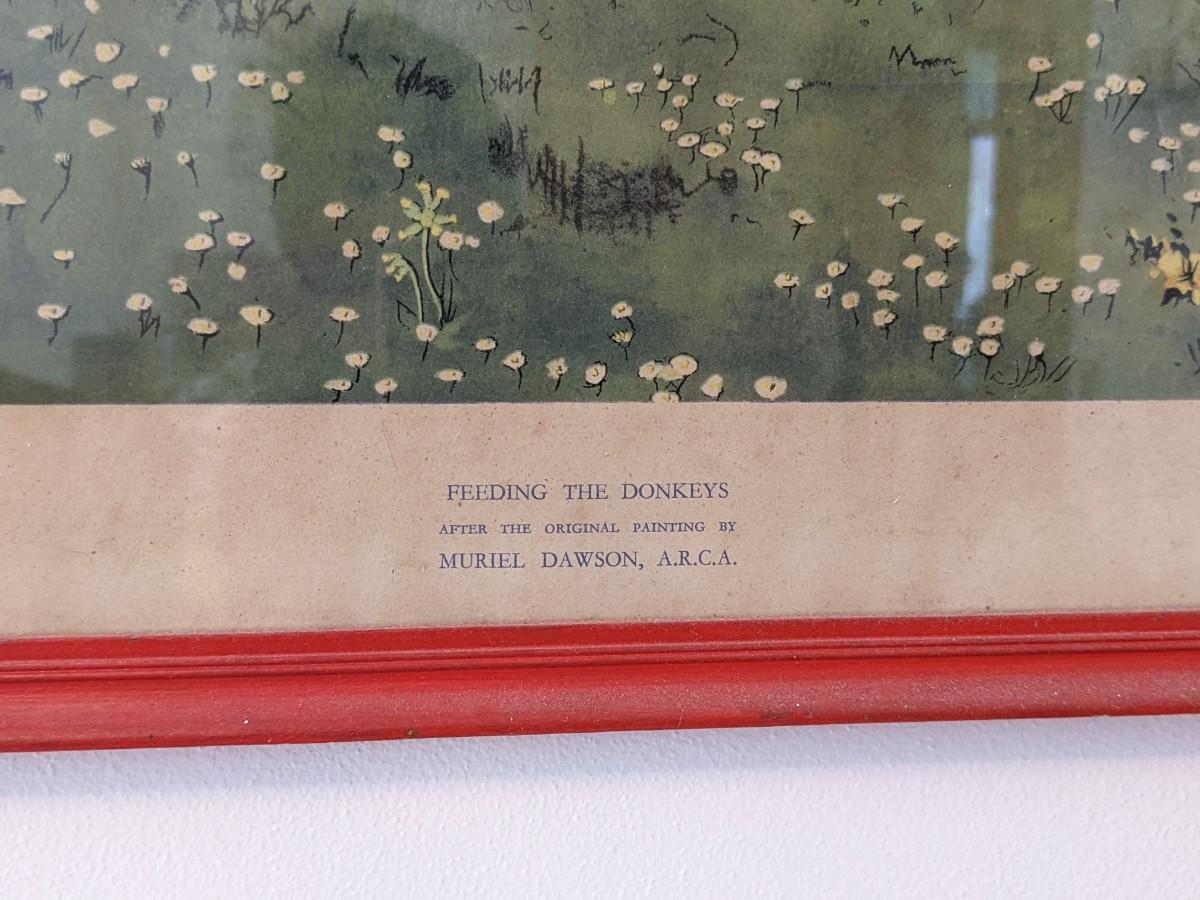 FEEDING THE DONKEYS
AFTER THE ORIGINAL PAINTING BY
MURIEL DAWSON, A.R.C.A.